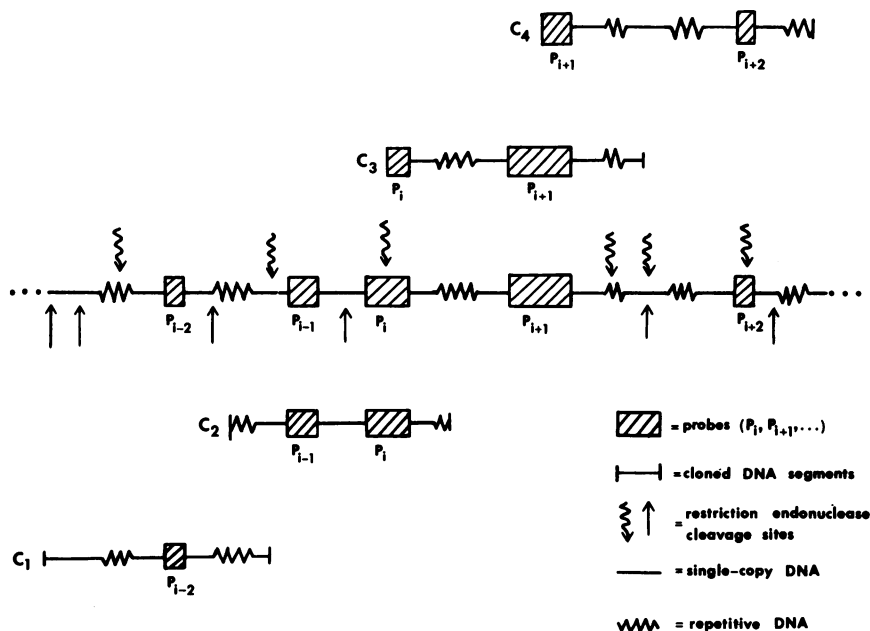 C4
Pi+1
Pi+2
C3
Pi
Pi+1
Pi-2
Pi-1
Pi
Pi+1
Pi+2
C2
Pi-1
Pi
C1
Pi-2
= probes (Pi, Pi+1,...)
= cloned DNA segments
= restriction endonuclease
cleavage sites
= single-copy DNA
= repetitive DNA